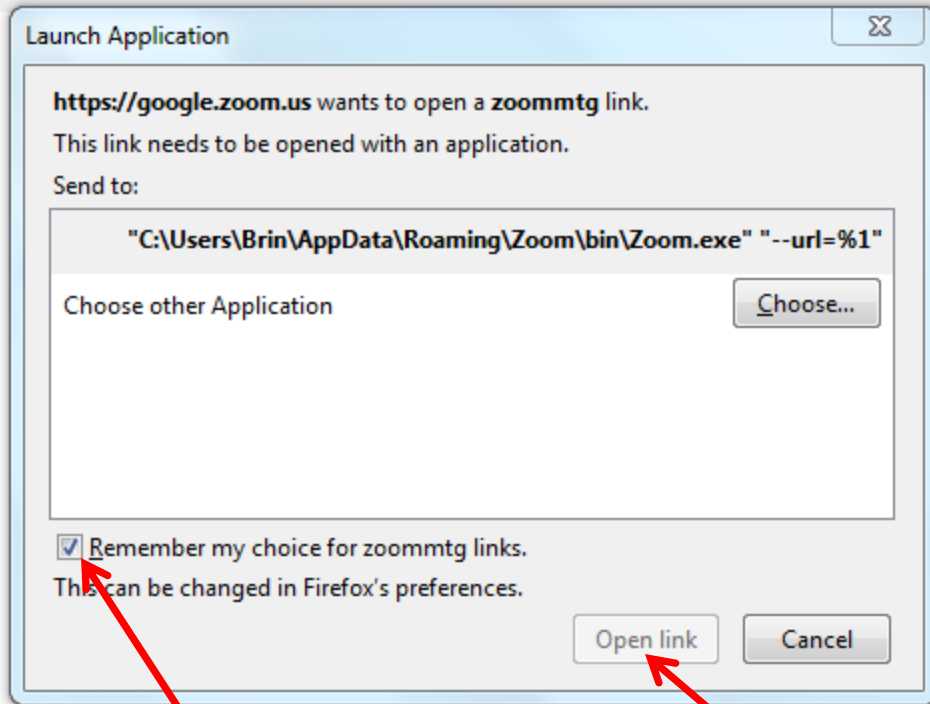 Launch Application
https://google.zoom.us wants to open a zoommtg link.
This link needs to be opened with an application.
Send to:
"C:\Users\Brin\AppData\Roaming\Zoom\bin\Zoom.exe" "--url=%1"
Choose other Application Choose...
Remember my choice for zoommtg links.
This can be changed in Firefox's preferences.
Open link Cancel